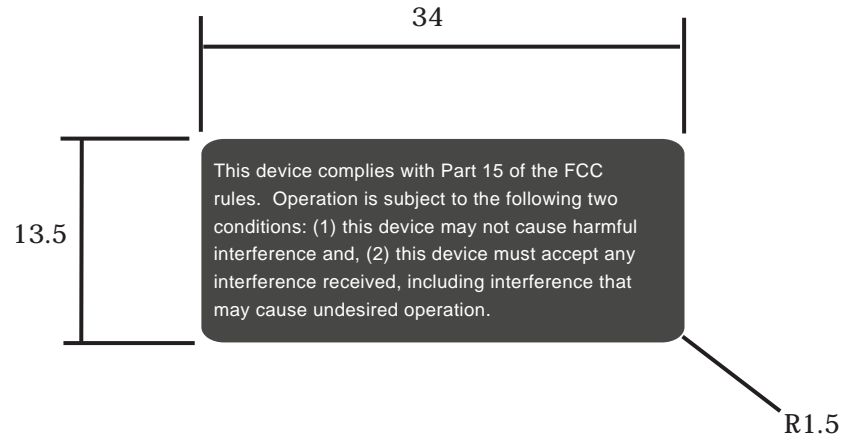 34
This device complies with Part 15 of the FCC
rules.  Operation is subject to the following two
conditions: (1) this device may not cause harmful
interference and, (2) this device must accept any
interference received, including interference that
may cause undesired operation.
13.5
R1.5